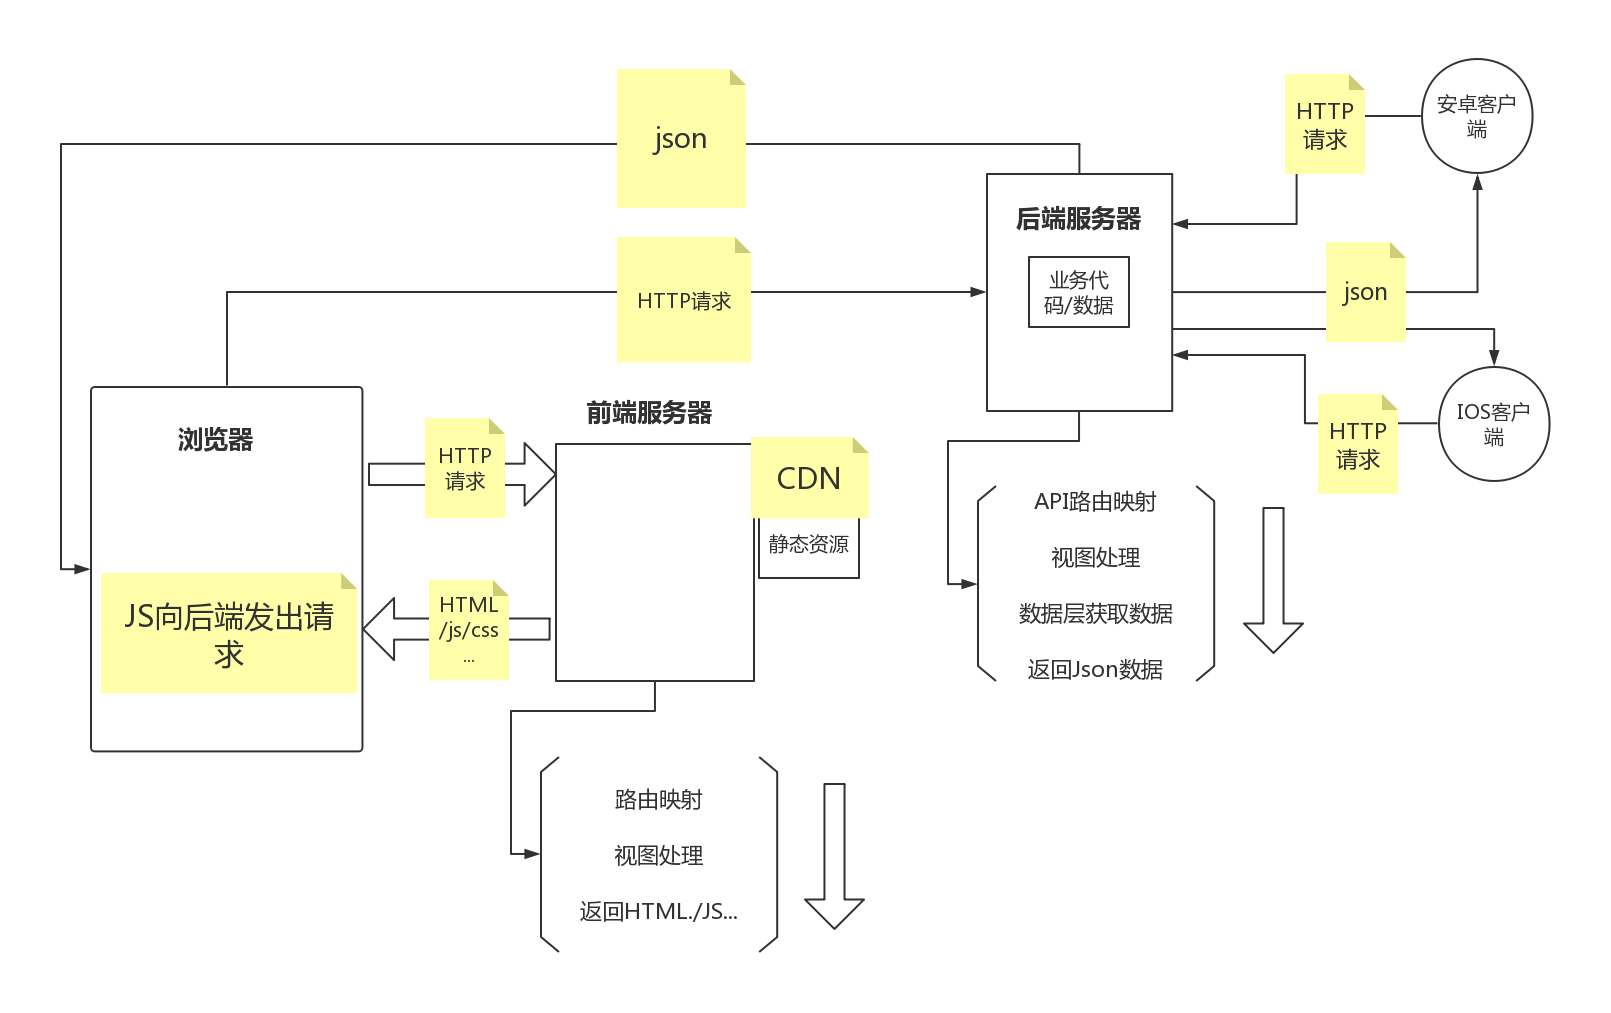 json
HTTP
请求
安卓客户
端
后端服务器
业务代
码/数据
HTTP请求
json
浏览器
前端服务器
HTTP
请求
CDN
静态资源
HTTP
请求
IOS客户
端
JS向后端发出请
求
HTML
/js/css
...
API路由映射
视图处理
数据层获取数据
返回Json数据
路由映射
视图处理
返回HTML./JS...